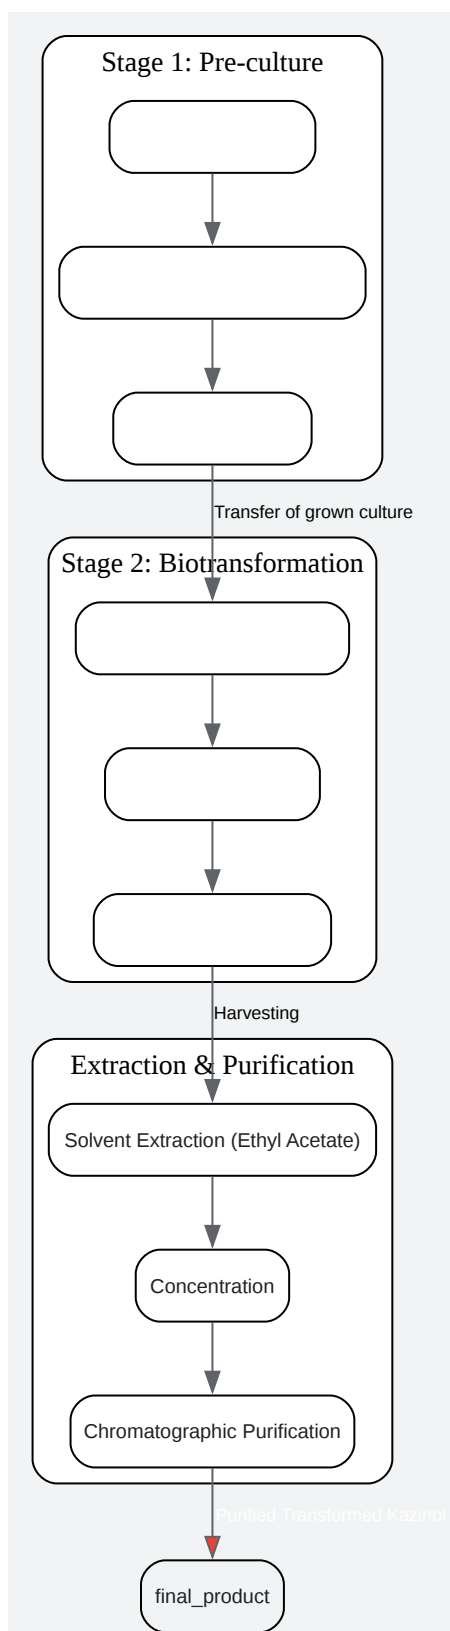 Stage 1: Pre-culture
Transfer of grown culture
Stage 2: Biotransformation
Harvesting
Extraction & Purification
Solvent Extraction (Ethyl Acetate)
Concentration
Chromatographic Purification
Purified Transformed Kazinol
final_product